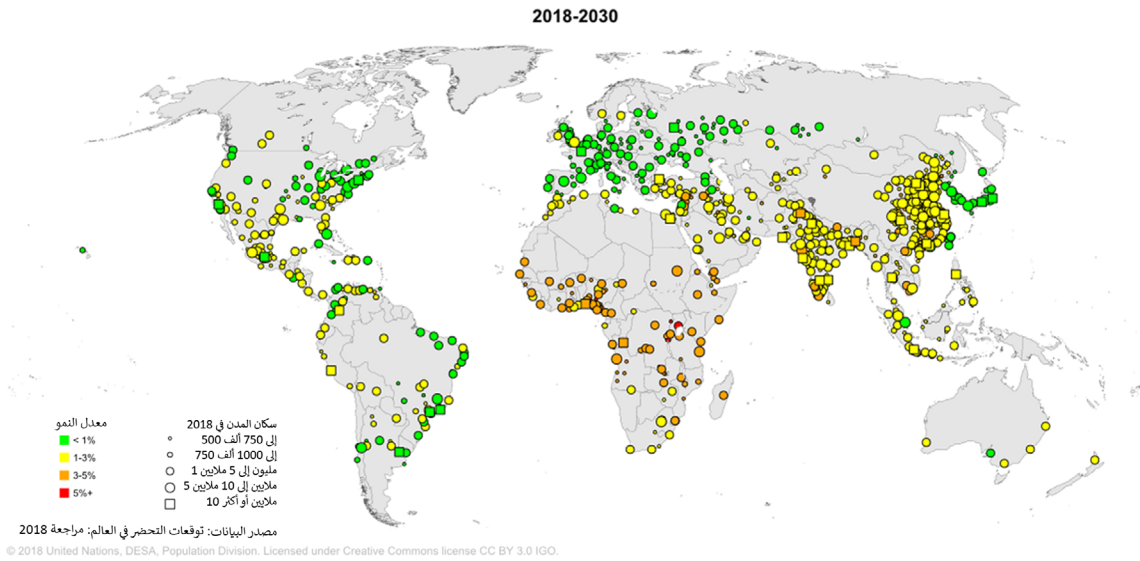 2018-2030
معدل النمو
< 1%
1-3%
3-5%
5%+
سكان المدن في 2018
إلى 750 ألف 500
إلى 1000 ألف 750
مليون إلى 5 ملايين 1
ملايين إلى 10 ملايين 5
ملايين أو أكثر 10
مصدر البيانات: توقعات التحضر في العالم: مراجعة 2018
© 2018 United Nations, DESA, Population Division. Licensed under Creative Commons license CC BY 3.0 IGO.